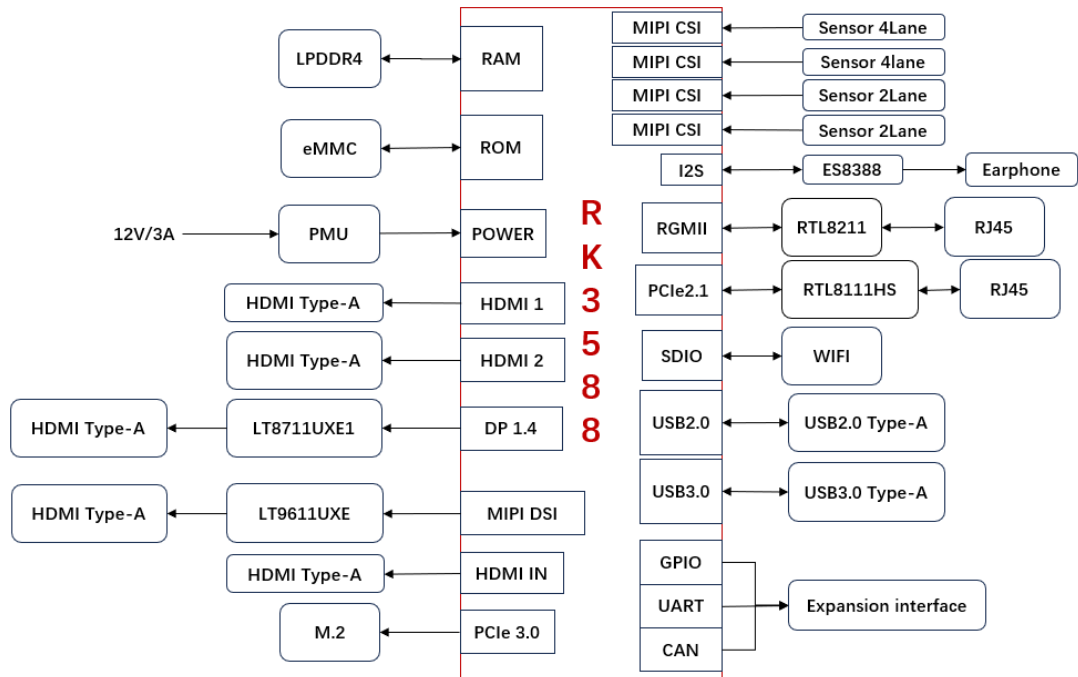 LPDDR4
RAM
eMMC
ROM
12V/3A
PMU
POWER
HDMI Type-A
HDMI 1
HDMI Type-A
HDMI 2
HDMI Type-A
LT8711UXE1
DP 1.4
HDMI Type-A
LT9611UXE
MIPI DSI
HDMI Type-A
HDMI IN
M.2
PCIe 3.0
R
K
3
5
8
8
MIPI CSI
Sensor 4Lane
MIPI CSI
Sensor 4lane
MIPI CSI
Sensor 2Lane
MIPI CSI
Sensor 2Lane
I2S
ES8388
Earphone
RGMII
RTL8211
RJ45
PCIe2.1
RTL8111HS
RJ45
SDIO
WIFI
USB2.0
USB2.0 Type-A
USB3.0
USB3.0 Type-A
GPIO
UART
CAN
Expansion interface